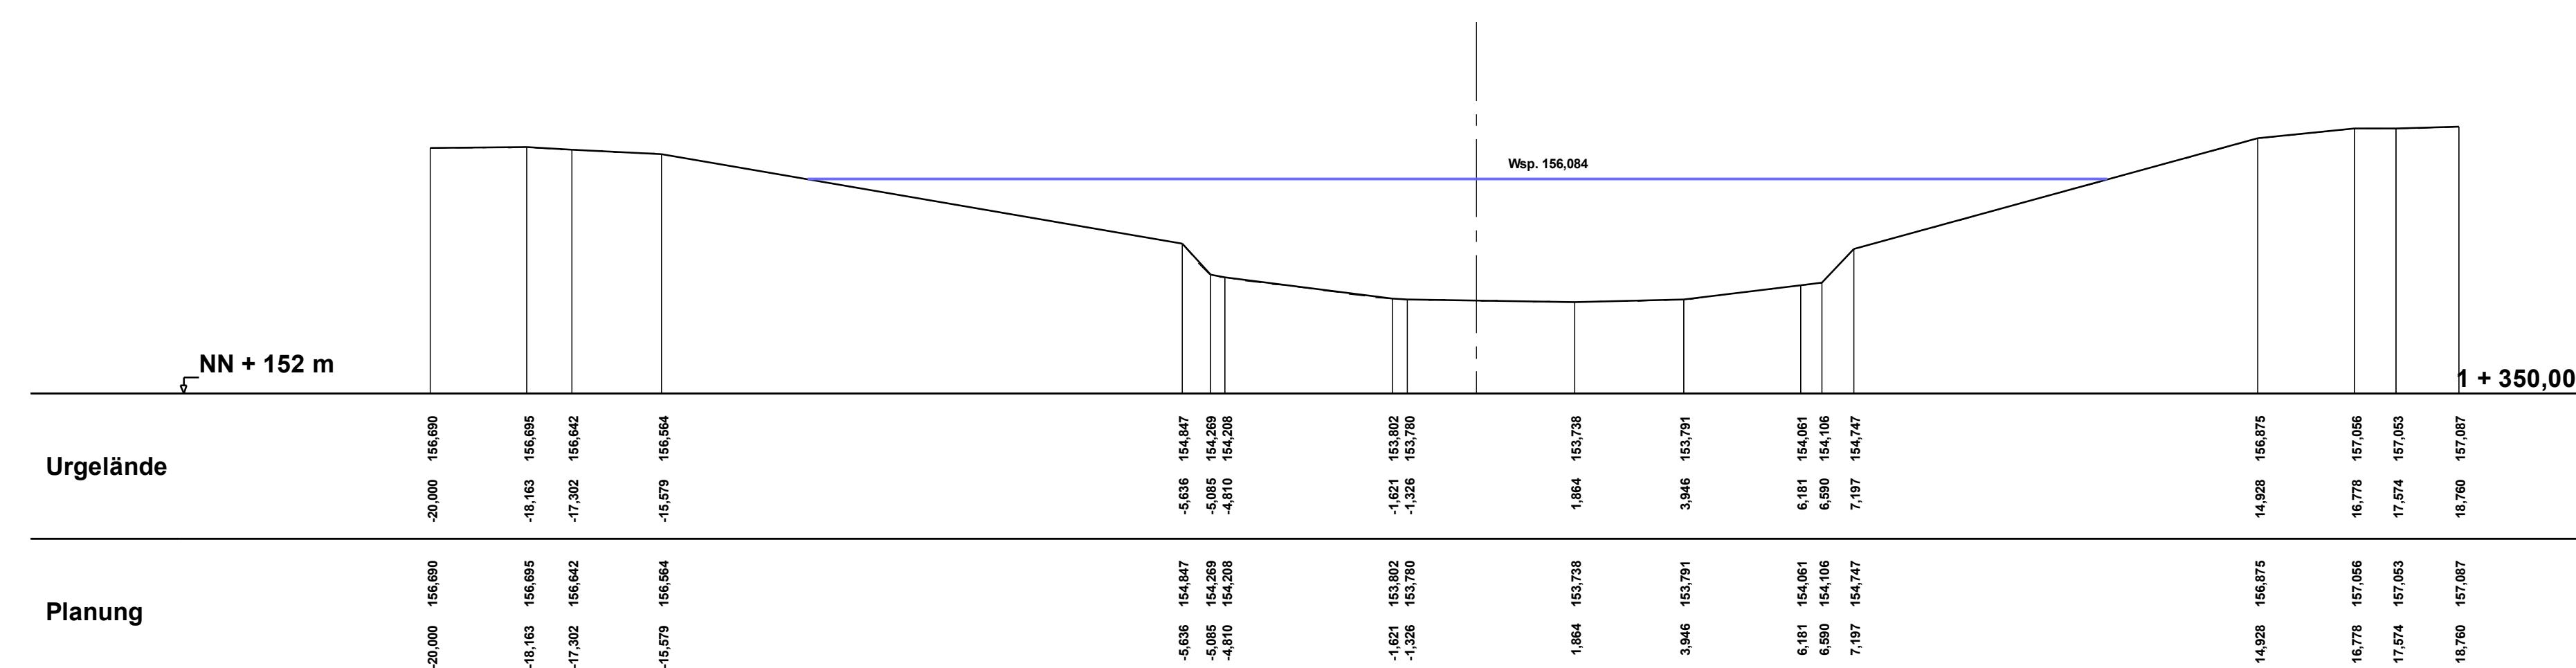 Wsp. 156,084
NN + 152 m
1 + 350,00
Urgelände
156,690 156,695 156,642 156,564 154,847 154,269 154,208 153,802 153,780 153,738 153,791 154,061 154,106 154,747 156,875 157,056 157,053 157,087
-20,000 -18,163 -17,302 -15,579 -5,636 -5,085 -4,810 -1,621 -1,326 1,864 3,946 6,181 6,590 7,197 14,928 16,778 17,574 18,760
Planung
156,690 156,695 156,642 156,564 154,847 154,269 154,208 153,802 153,780 153,738 153,791 154,061 154,106 154,747 156,875 157,056 157,053 157,087
-20,000 -18,163 -17,302 -15,579 -5,636 -5,085 -4,810 -1,621 -1,326 1,864 3,946 6,181 6,590 7,197 14,928 16,778 17,574 18,760